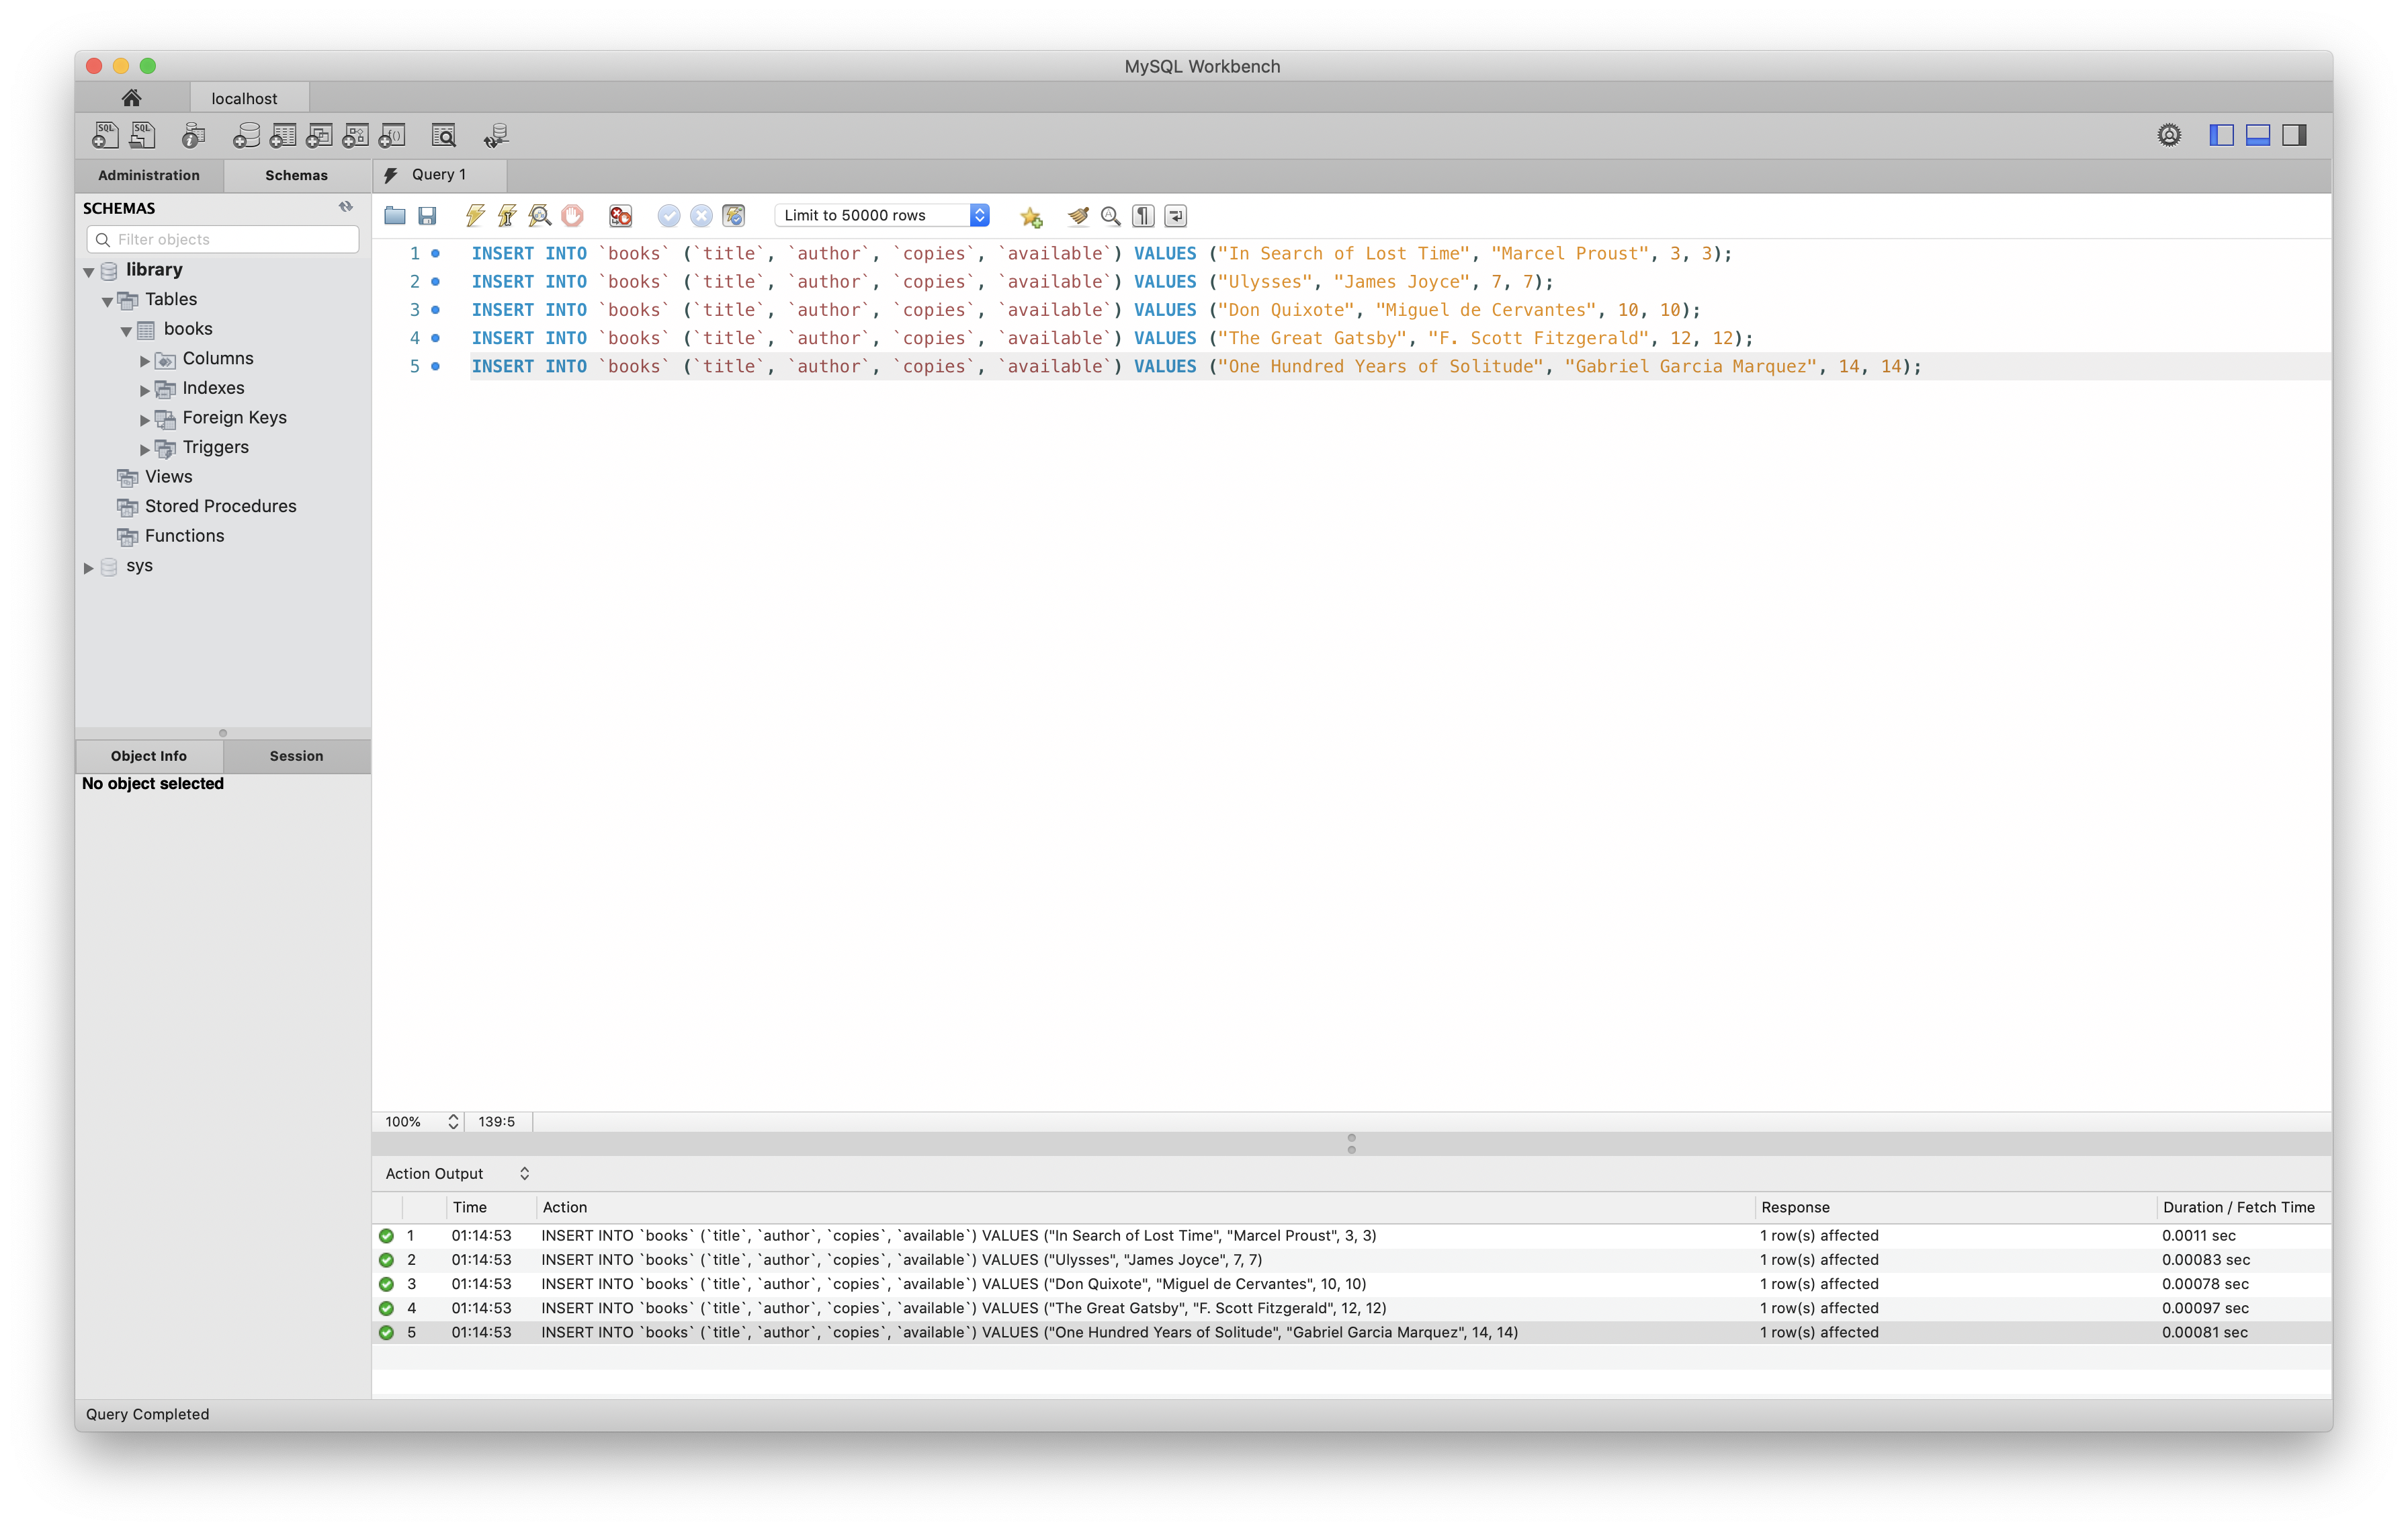 MySQL Workbench
localhost
SQL SQL f()
Administration Schemas Query 1
SCHEMAS
Filter objects
Limit to 50000 rows
library
Tables
books
Columns
Indexes
Foreign Keys
Triggers
Views
Stored Procedures
Functions
sys
1 INSERT INTO `books` (`title`, `author`, `copies`, `available`) VALUES ("In Search of Lost Time", "Marcel Proust", 3, 3);
2 INSERT INTO `books` (`title`, `author`, `copies`, `available`) VALUES ("Ulysses", "James Joyce", 7, 7);
3 INSERT INTO `books` (`title`, `author`, `copies`, `available`) VALUES ("Don Quixote", "Miguel de Cervantes", 10, 10);
4 INSERT INTO `books` (`title`, `author`, `copies`, `available`) VALUES ("The Great Gatsby", "F. Scott Fitzgerald", 12, 12);
5 INSERT INTO `books` (`title`, `author`, `copies`, `available`) VALUES ("One Hundred Years of Solitude", "Gabriel Garcia Marquez", 14, 14);
Object Info Session
No object selected
100% 139:5
Action Output
Time Action Response Duration / Fetch Time
1 01:14:53 INSERT INTO `books` (`title`, `author`, `copies`, `available`) VALUES ("In Search of Lost Time", "Marcel Proust", 3, 3) 1 row(s) affected 0.0011 sec
2 01:14:53 INSERT INTO `books` (`title`, `author`, `copies`, `available`) VALUES ("Ulysses", "James Joyce", 7, 7) 1 row(s) affected 0.00083 sec
3 01:14:53 INSERT INTO `books` (`title`, `author`, `copies`, `available`) VALUES ("Don Quixote", "Miguel de Cervantes", 10, 10) 1 row(s) affected 0.00078 sec
4 01:14:53 INSERT INTO `books` (`title`, `author`, `copies`, `available`) VALUES ("The Great Gatsby", "F. Scott Fitzgerald", 12, 12) 1 row(s) affected 0.00097 sec
5 01:14:53 INSERT INTO `books` (`title`, `author`, `copies`, `available`) VALUES ("One Hundred Years of Solitude", "Gabriel Garcia Marquez", 14, 14) 1 row(s) affected 0.00081 sec
Query Completed